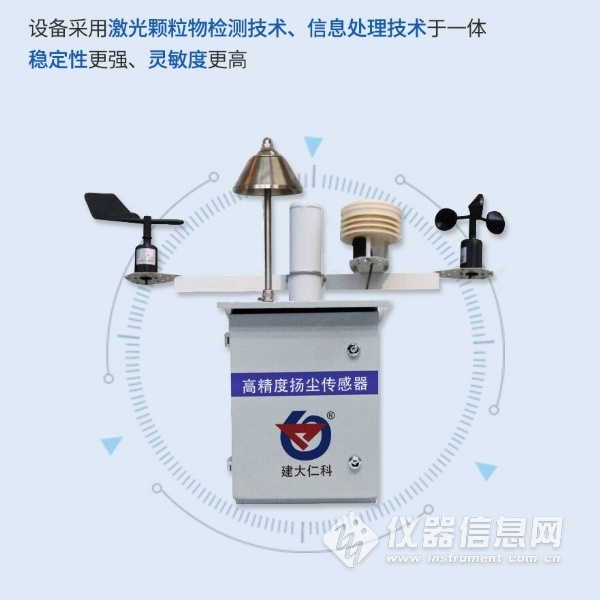 设备采用激光颗粒物检测技术、信息处理技术于一体
稳定性更强、灵敏度更高
高精度扬尘传感器
®
建大仁科
仪器信息网
www.instrument.com.cn